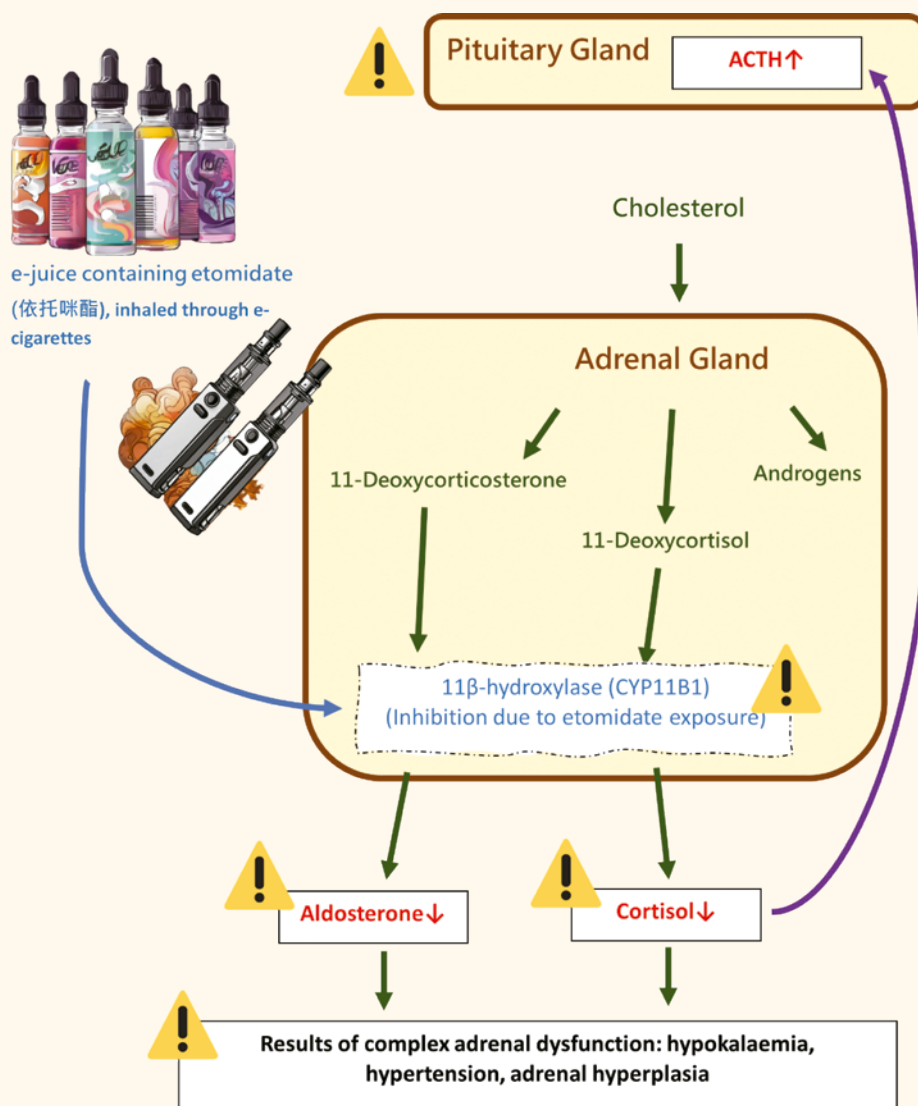 Pituitary Gland
ACTH↑
Cholesterol
e-juice containing etomidate
(依托咪酯), inhaled through e-
cigarettes
Adrenal Gland
11-Deoxycorticosterone
Androgens
11-Deoxycortisol
11β-hydroxylase (CYP11B1)
(Inhibition due to etomidate exposure)
Aldosterone↓
Cortisol↓
Results of complex adrenal dysfunction: hypokalaemia,
hypertension, adrenal hyperplasia